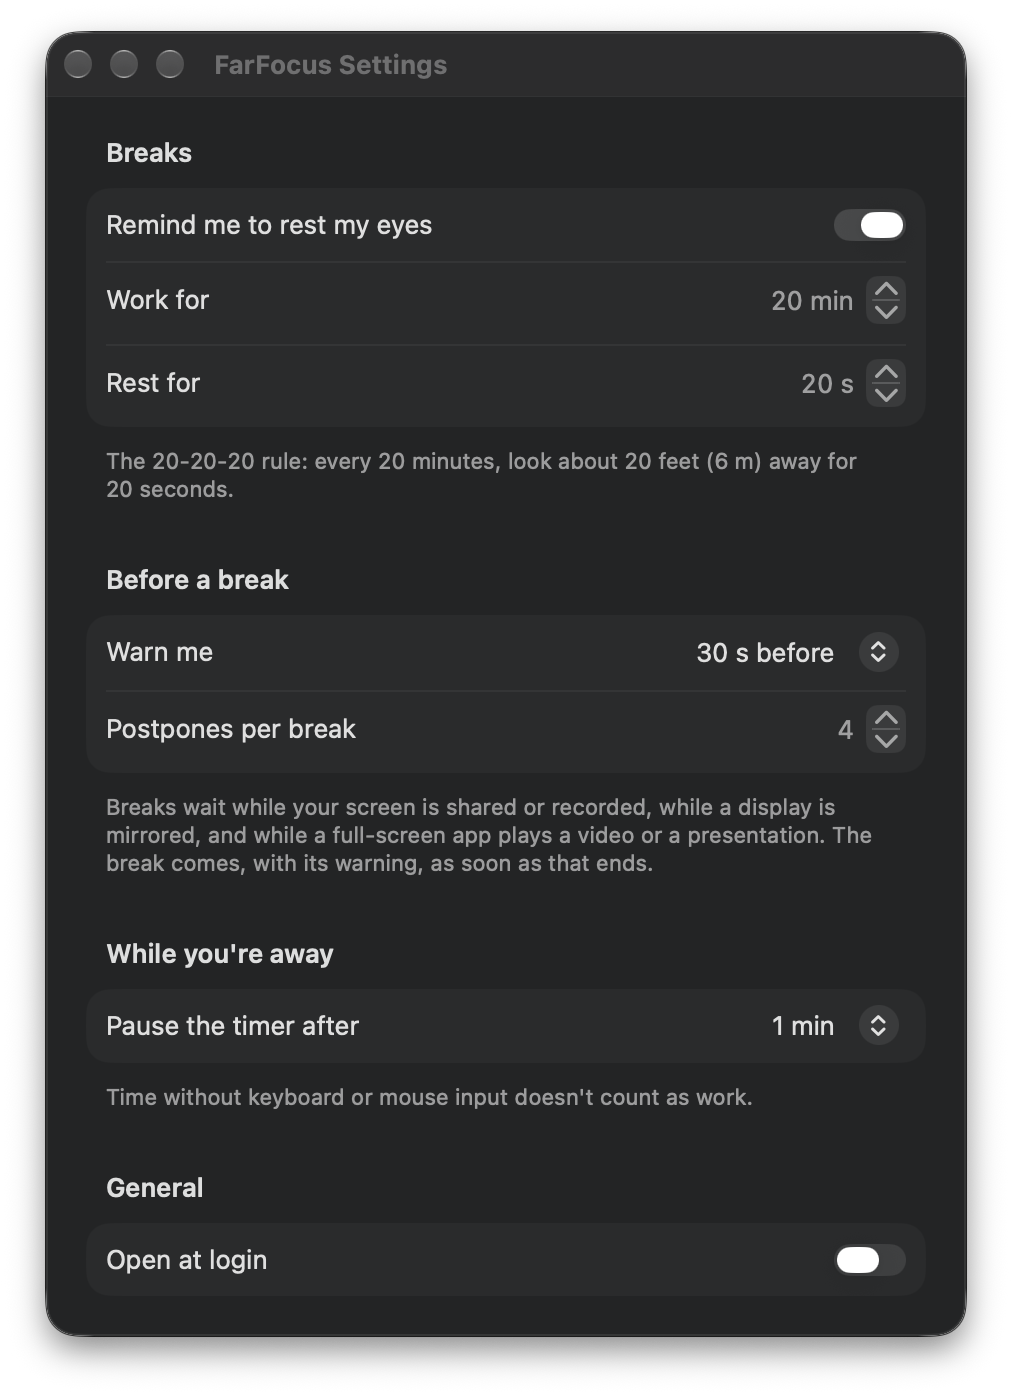 FarFocus Settings
Breaks
Remind me to rest my eyes
Work for 20 min
Rest for 20 s
The 20-20-20 rule: every 20 minutes, look about 20 feet (6 m) away for
20 seconds.
Before a break
Warn me 30 s before
Postpones per break 4
Breaks wait while your screen is shared or recorded, while a display is
mirrored, and while a full-screen app plays a video or a presentation. The
break comes, with its warning, as soon as that ends.
While you're away
Pause the timer after 1 min
Time without keyboard or mouse input doesn't count as work.
General
Open at login